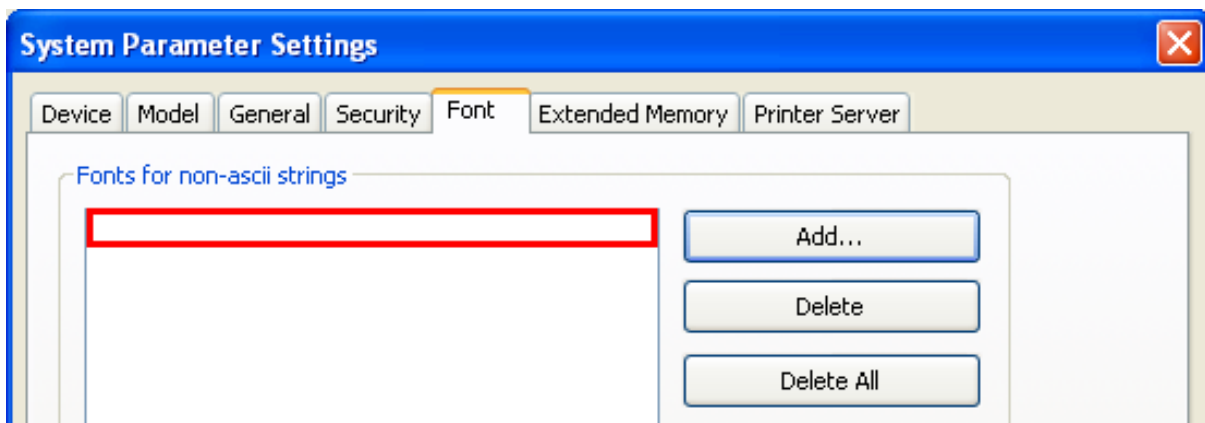 System Parameter Settings
Device Model General Security Font Extended Memory Printer Server
Fonts for non-ascii strings
Add...
Delete
Delete All